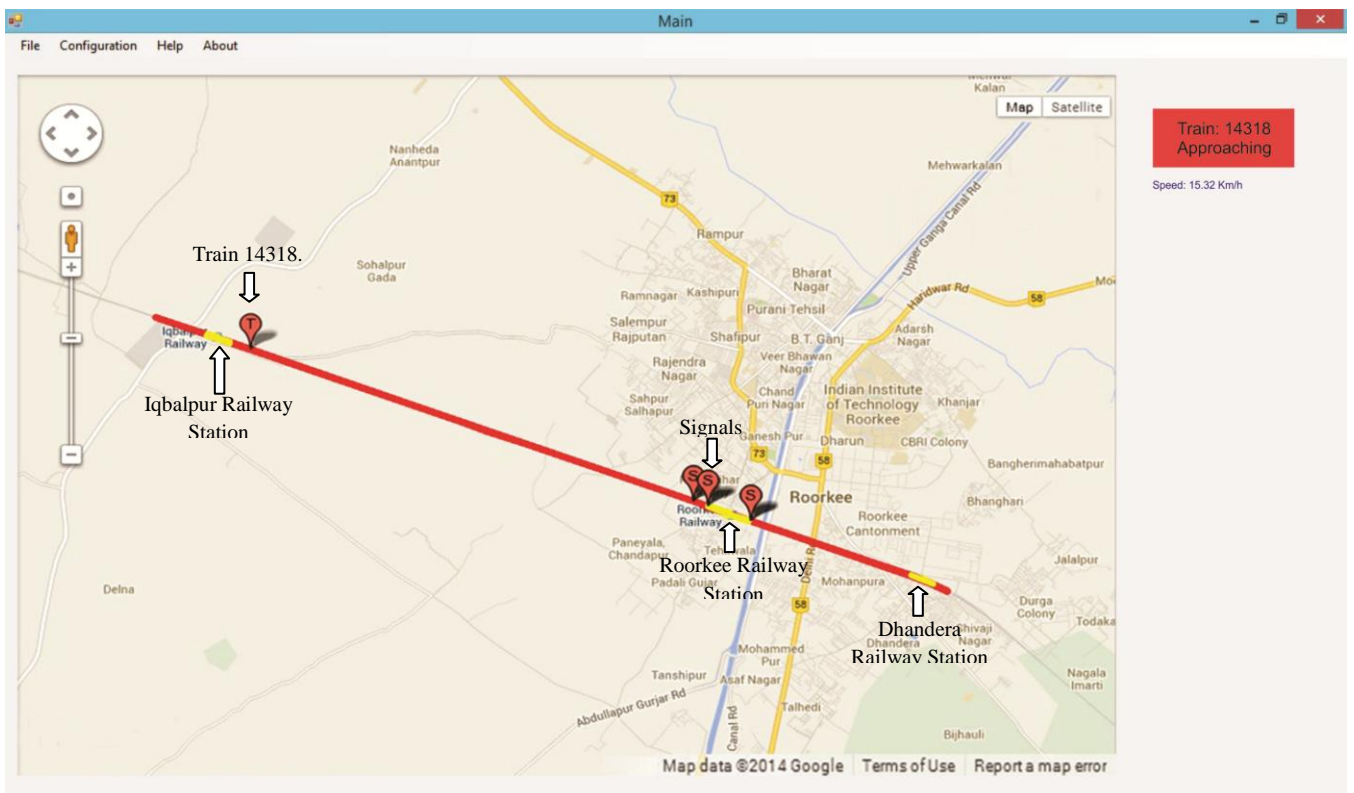 Main
File Configuration Help About
Kalan
Map Satellite
Train: 14318
Approaching
Speed: 15.32 Km/h
Nanheda
Anantpur
Mehwarkalan
73
Upper Ganga Canal Rd
Rampur
Train 14318.
Sohalpur
Gada
Bharat
Nagar
Haridwar Rd
58
Ramnagar Kashipuri
Purani Tehsil
T
Salempur
Rajputan
Shafipur
B.T. Ganj
Adarsh
Nagar
Railway
Rajendra
Nagar
Veer Bhawan
Nagar
Iqbalpur Railway
Station
Sahpur
Salhapur
Chand
Puri Nagar
Indian Institute
of Technology
Roorkee
Khanjar
Signals
Ganesh Pur
Dharun
CBRI Colony
73
58
Bangherimahabatpur
S
S
S
Roorkee
Bhanghari
Railway
Roorkee
Cantonment
Paneyala,
Chandapur
Roorkee Railway
Station
Padali Gujar
Delhi R
Mohanpura
Jalalpur
Delna
58
Durga
Colony
Todaka
Dhandera
Railway Station
Dhandera
Shivaji
Nagar
Mohammed
Pur
Tanshipur
Asaf Nagar
Nagala
Imarti
Abdullapur Gurjar Rd
Canal Rd
Talhedi
Bijhauli
Map data ©2014 Google Terms of Use Report a map error